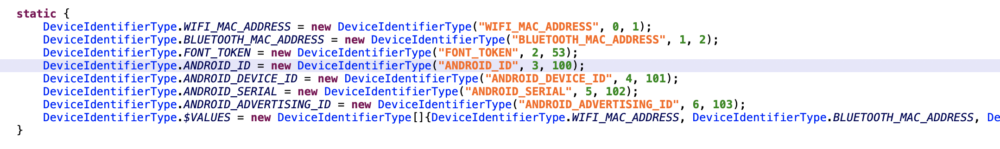 static {
DeviceIdentifierType.WIFI_MAC_ADDRESS = new DeviceIdentifierType("WIFI_MAC_ADDRESS", 0, 1);
DeviceIdentifierType.BLUETOOTH_MAC_ADDRESS = new DeviceIdentifierType("BLUETOOTH_MAC_ADDRESS", 1, 2);
DeviceIdentifierType.FONT_TOKEN = new DeviceIdentifierType("FONT_TOKEN", 2, 53);
DeviceIdentifierType.ANDROID_ID = new DeviceIdentifierType("ANDROID_ID", 3, 100);
DeviceIdentifierType.ANDROID_DEVICE_ID = new DeviceIdentifierType("ANDROID_DEVICE_ID", 4, 101);
DeviceIdentifierType.ANDROID_SERIAL = new DeviceIdentifierType("ANDROID_SERIAL", 5, 102);
DeviceIdentifierType.ANDROID_ADVERTISING_ID = new DeviceIdentifierType("ANDROID_ADVERTISING_ID", 6, 103);
DeviceIdentifierType.$VALUES = new DeviceIdentifierType[]{DeviceIdentifierType.WIFI_MAC_ADDRESS, DeviceIdentifierType.BLUETOOTH_MAC_ADDRESS, De
}